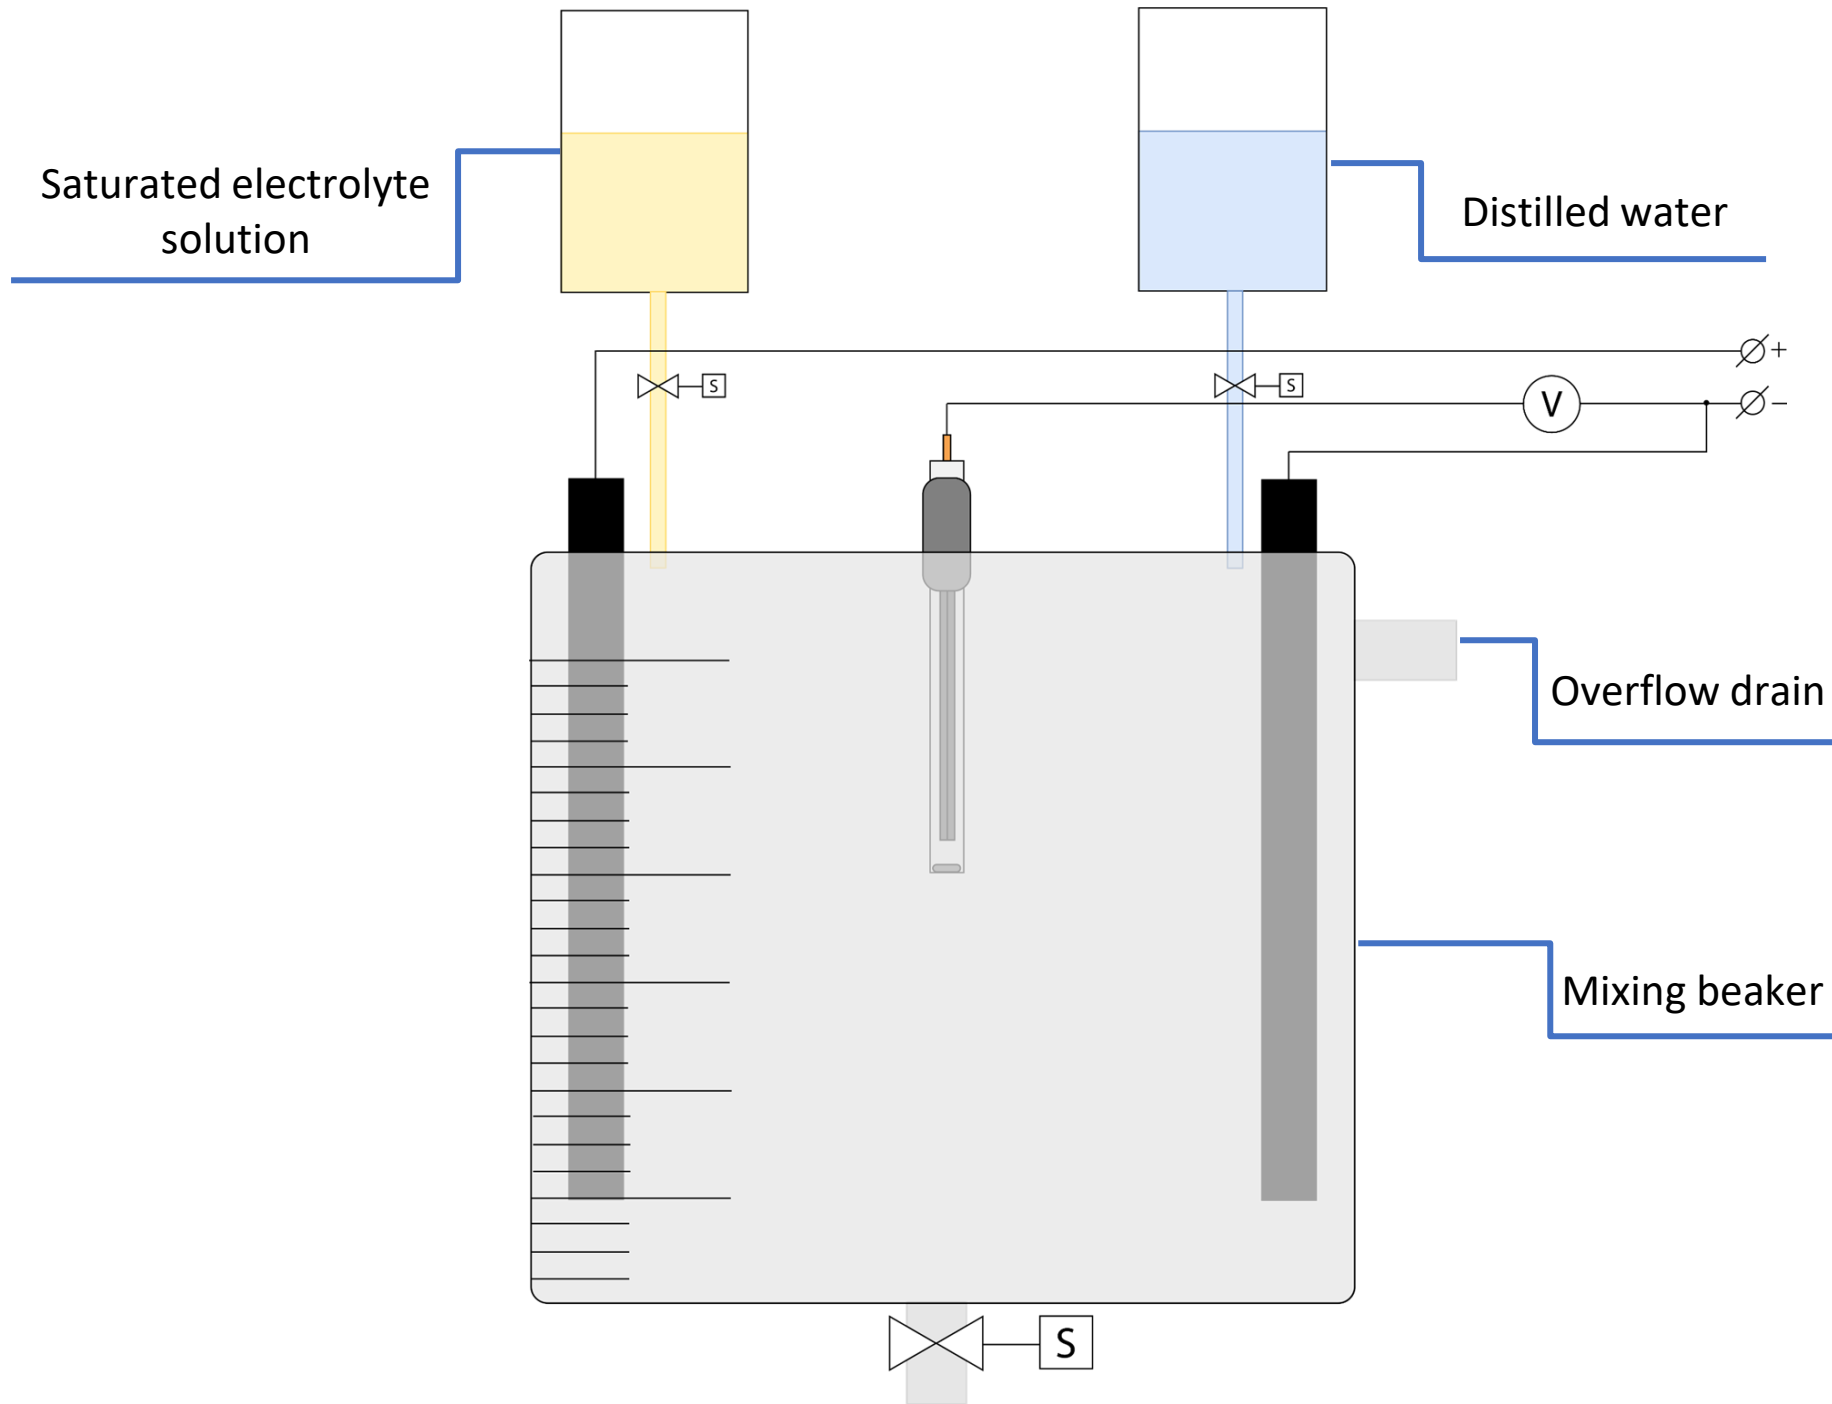 Saturated electrolyte
solution
Distilled water
+
S
S
V
−
Overflow drain
Mixing beaker
S